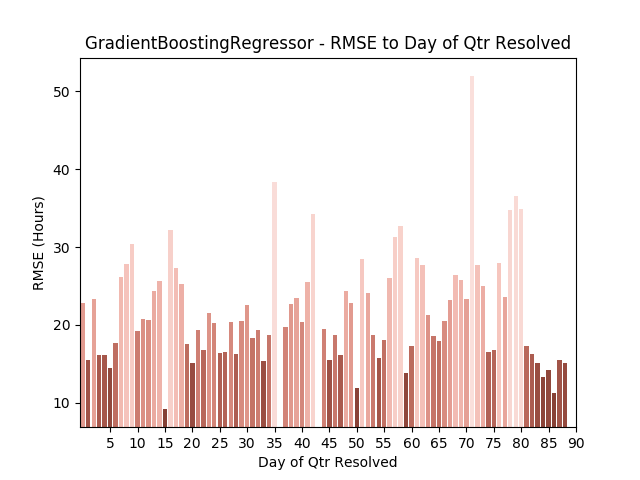 GradientBoostingRegressor - RMSE to Day of Qtr Resolved
RMSE (Hours)
50
40
30
20
10
5 10 15 20 25 30 35 40 45 50 55 60 65 70 75 80 85 90
Day of Qtr Resolved